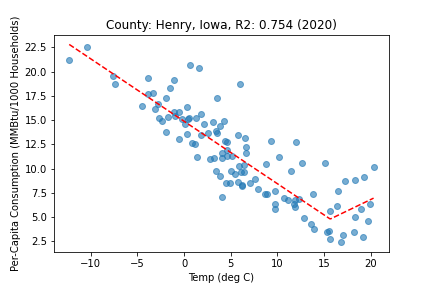 County: Henry, Iowa, R2: 0.754 (2020)
Per-Capita Consumption (MMBtu/1000 Households)
22.5
20.0
17.5
15.0
12.5
10.0
7.5
5.0
2.5
−10 −5 0 5 10 15 20
Temp (deg C)